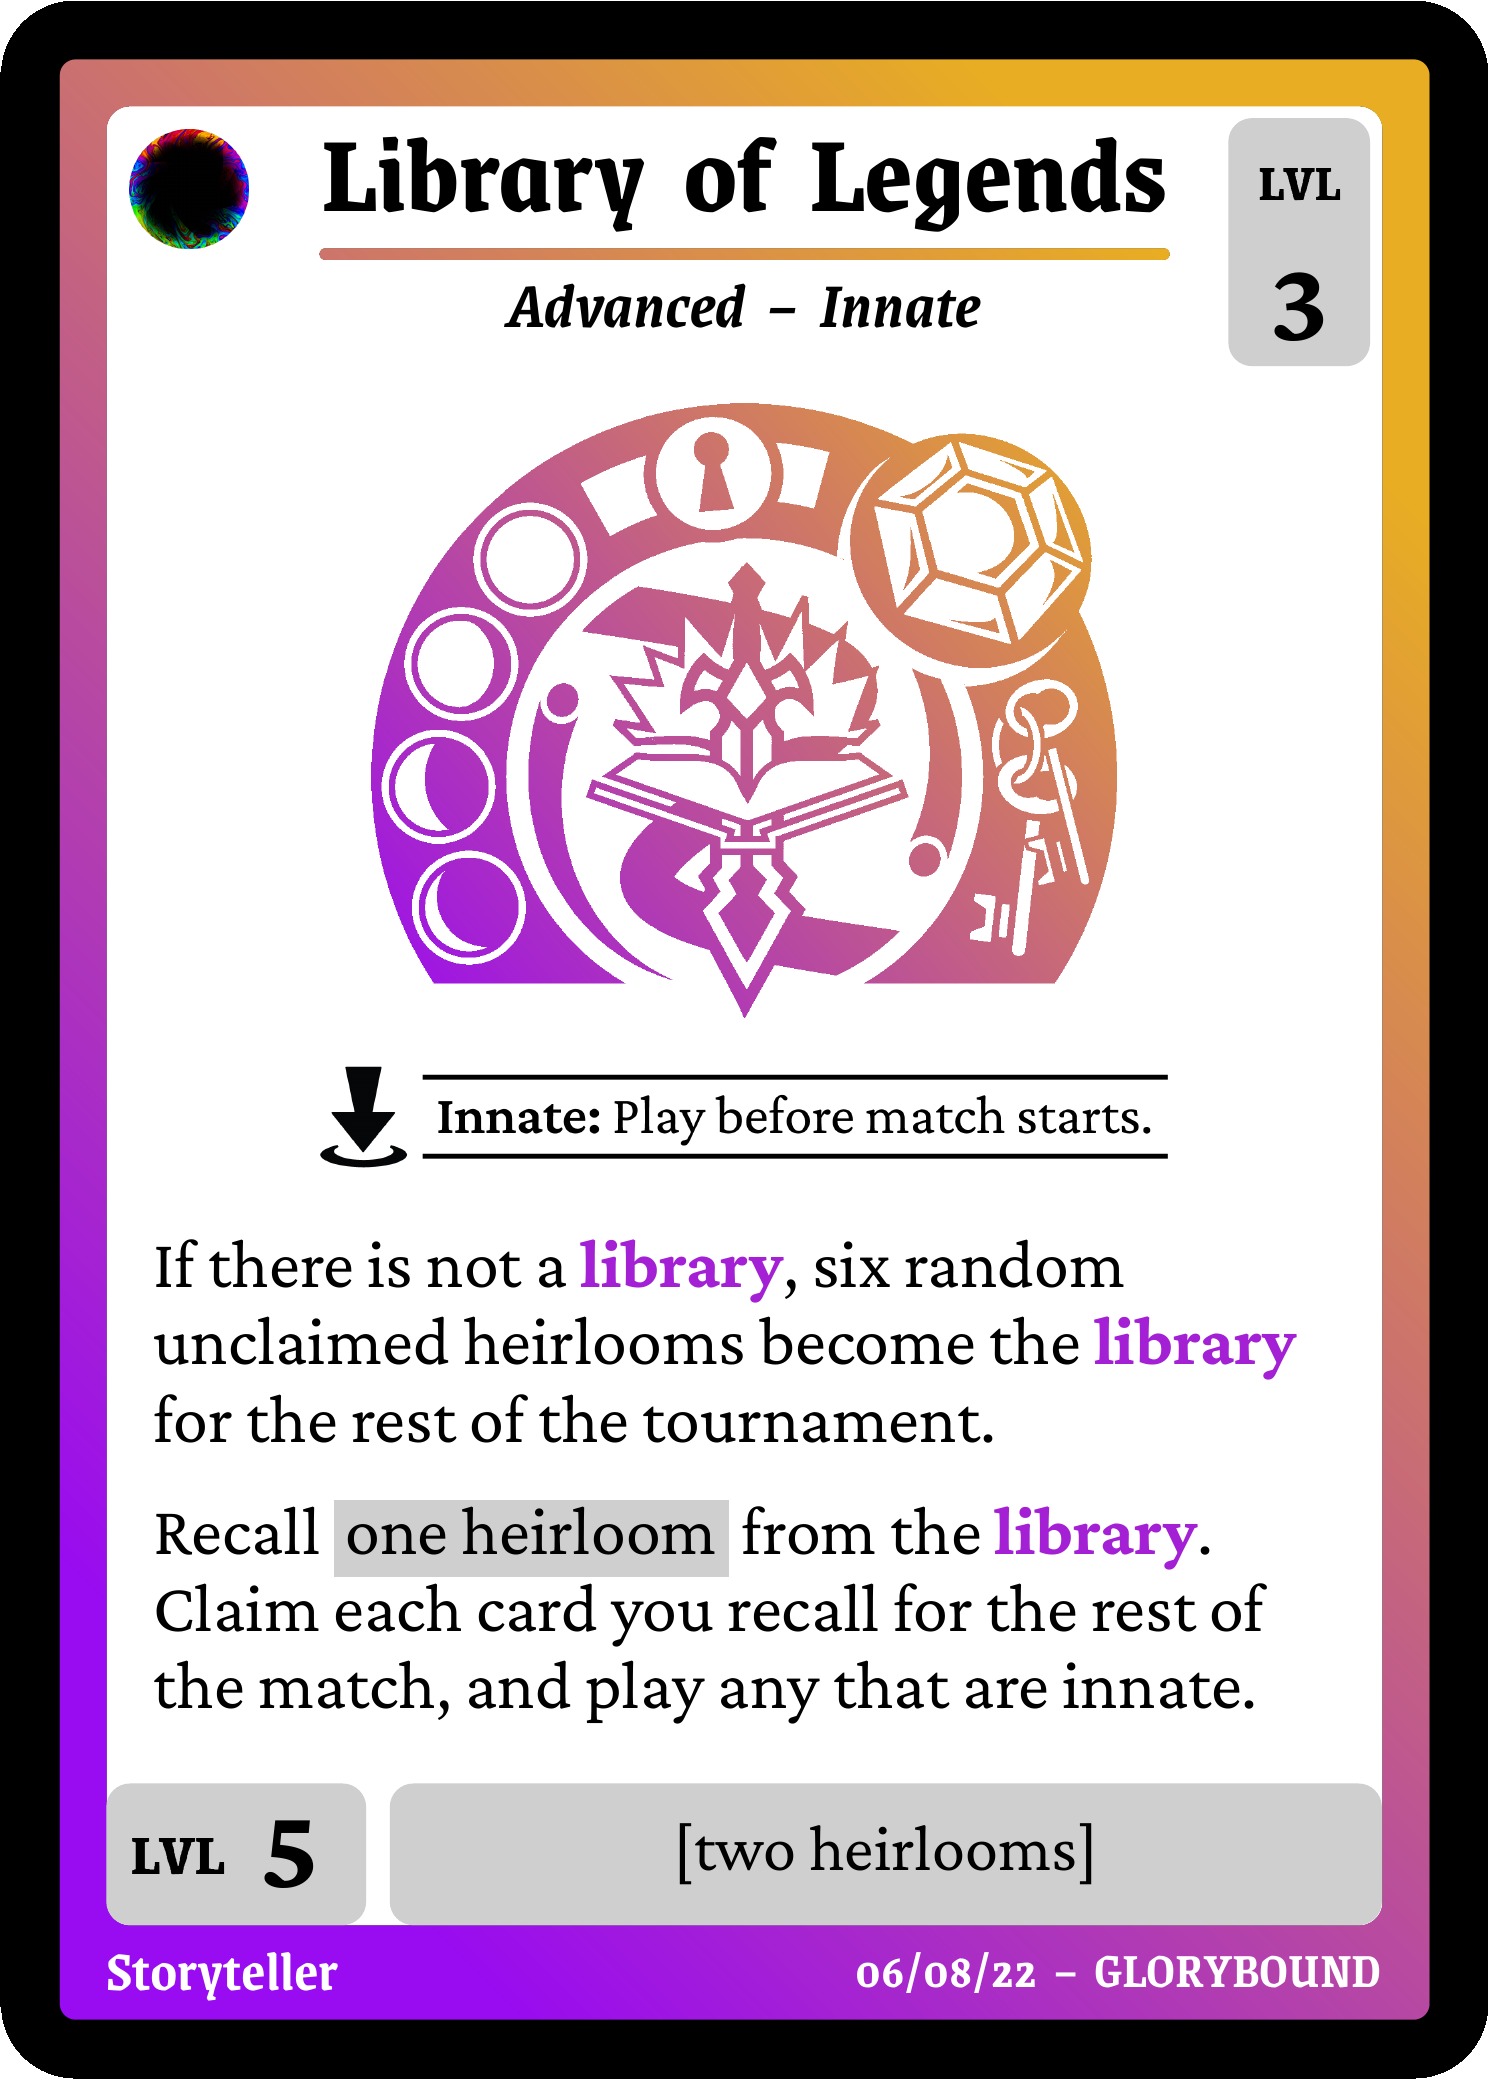 Library of Legends
LVL
3
Advanced – Innate
Innate: Play before match starts.
If there is not a library, six random
unclaimed heirlooms become the library
for the rest of the tournament.
Recall one heirloom from the library.
Claim each card you recall for the rest of
the match, and play any that are innate.
LVL 5
[two heirlooms]
Storyteller
06/08/22 – GLORYBOUND